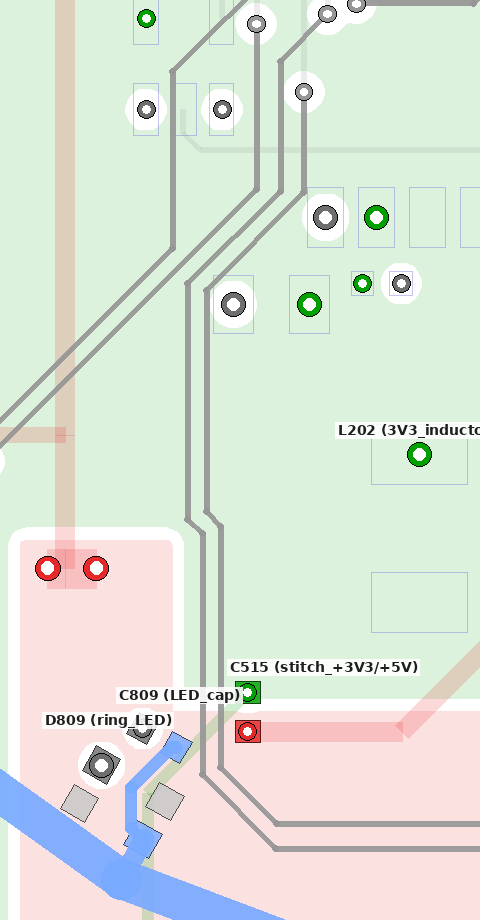 L202 (3V3_inducto
C515 (stitch_+3V3/+5V)
C809 (LED_cap)
D809 (ring_LED)